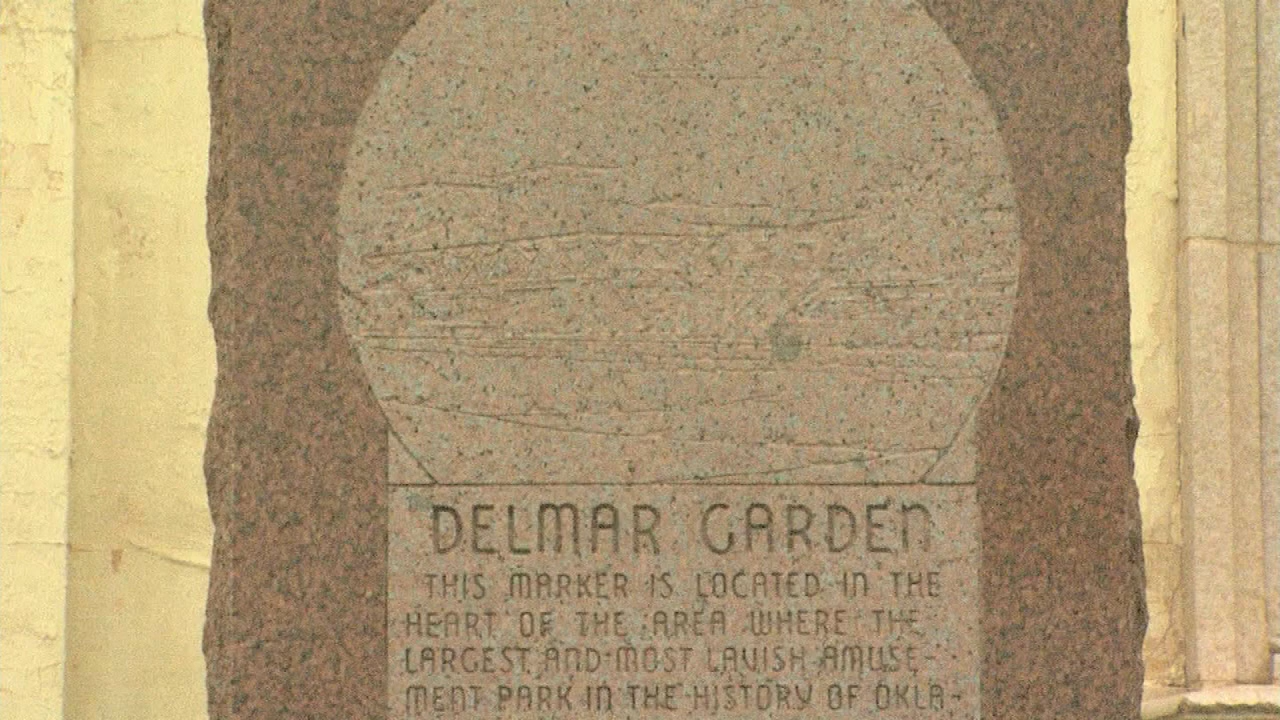 DELMAR GARDEN
THIS MARKER IS LOCATED IN THE
HEART OF THE AREA WHERE THE
LARGEST AND MOST LAVISH AMUSE-
MENT PARK IN THE HISTORY OF OKLA-